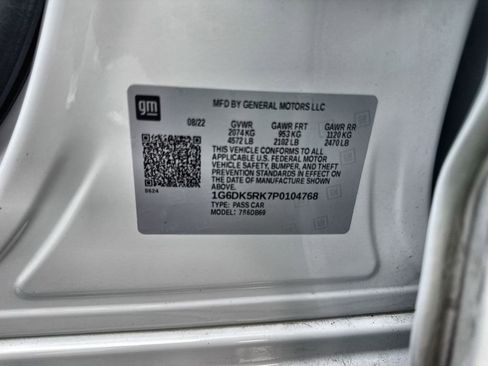 gm
MFD BY GENERAL MOTORS LLC
08/22 GVWR GAWR FRT GAWR RR
2074 KG 953 KG 1120 KG
4572 LB 2102 LB 2470 LB
THIS VEHICLE CONFORMS TO ALL
APPLICABLE U.S. FEDERAL MOTOR
VEHICLE SAFETY, BUMPER, AND THEFT
PREVENTION STANDARDS IN EFFECT
ON THE DATE OF MANUFACTURE SHOWN
ABOVE.
0624
1G6DK5RK7P0104768
TYPE: PASS CAR
MODEL: 7R6DB69